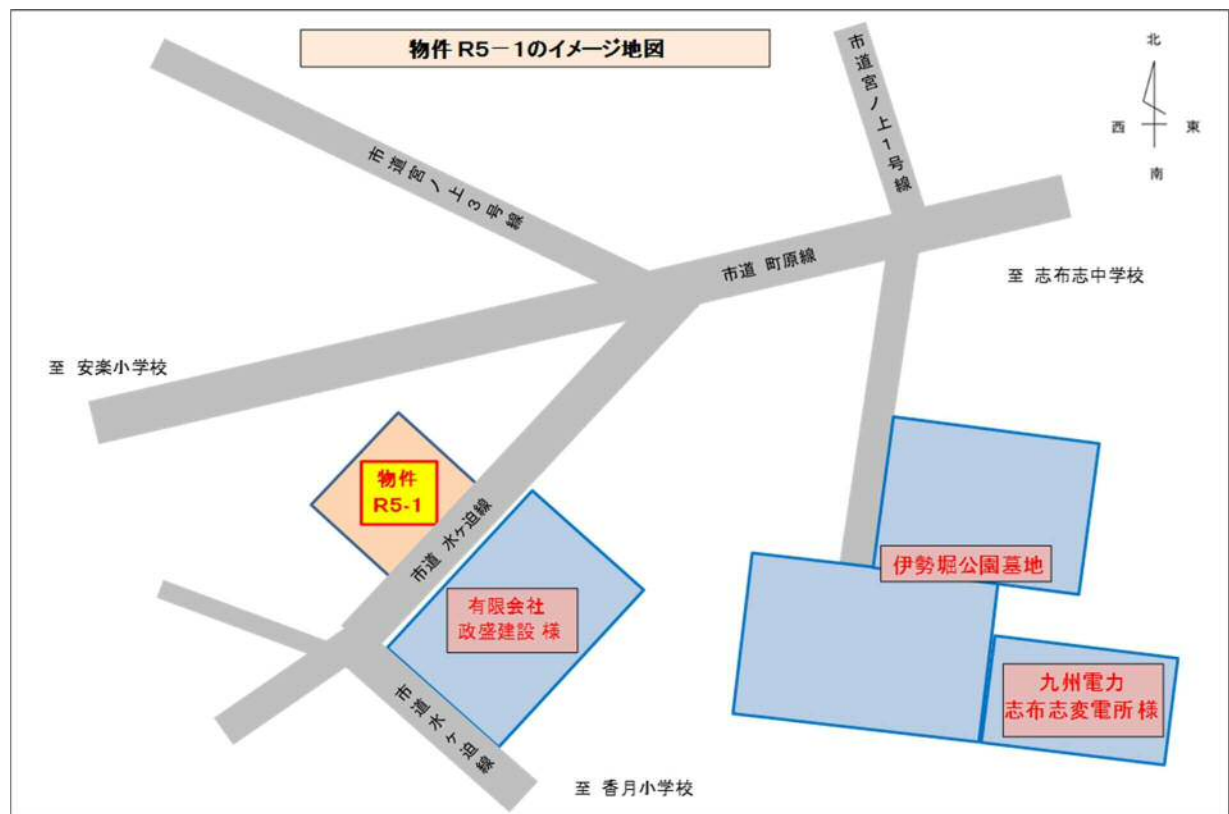 物件 R5－1のイメージ地図
北
西
東
南
市道宮ノ上1号線
市道宮ノ上3号線
市道 町原線
至 志布志中学校
至 安楽小学校
物件
R5-1
市道 水ヶ迫線
伊勢堀公園墓地
有限会社
政盛建設 様
九州電力
志布志変電所 様
市道水ヶ迫線
至 香月小学校